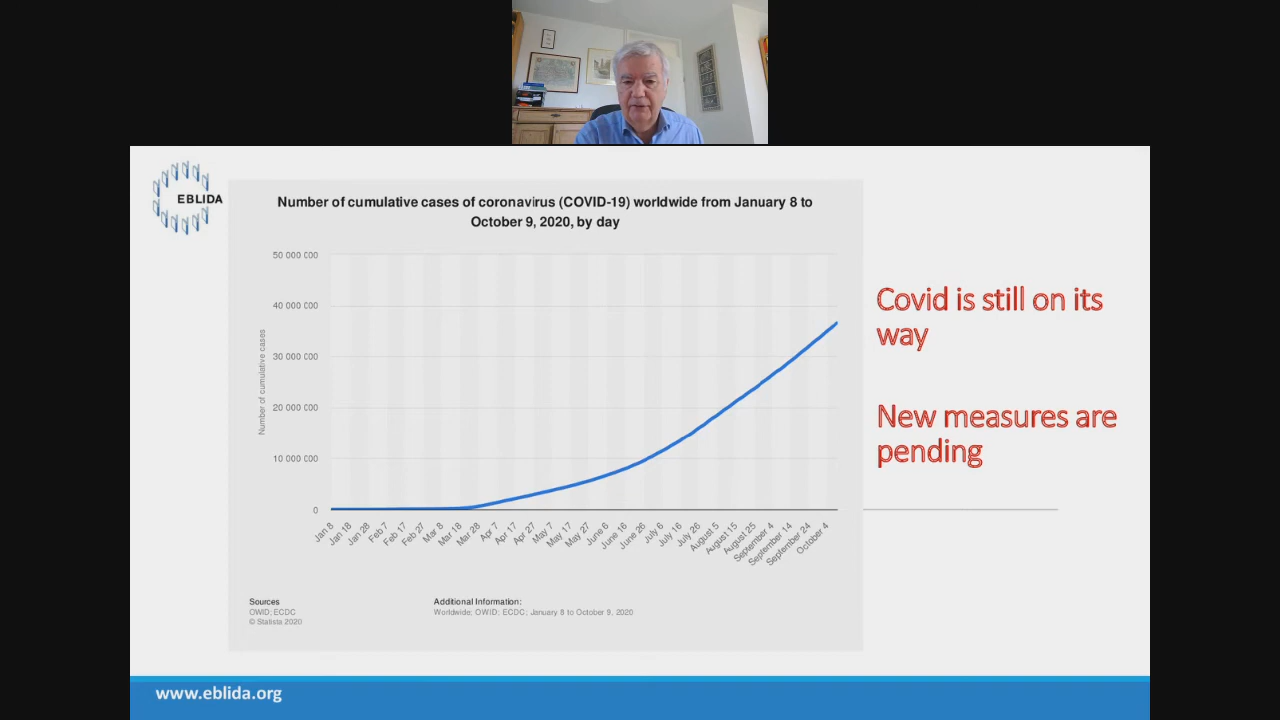 EBLIDA
Number of cumulative cases of coronavirus (COVID-19) worldwide from January 8 to
October 9, 2020, by day
Number of cumulative cases
50 000 000
40 000 000
30 000 000
20 000 000
10 000 000
0
Jan 8
Jan 18
Jan 28
Feb 7
Feb 17
Feb 27
Mar 8
Mar 18
Mar 28
Apr 7
Apr 17
Apr 27
May 7
May 17
May 27
June 6
June 16
June 26
July 6
July 16
July 26
August 5
August 15
August 25
September 4
September 14
September 24
October 4
Sources
OWID; ECDC
© Statista 2020
Additional Information:
Worldwide; OWID; ECDC; January 8 to October 9, 2020
Covid is still on its
way
New measures are
pending
www.eblida.org